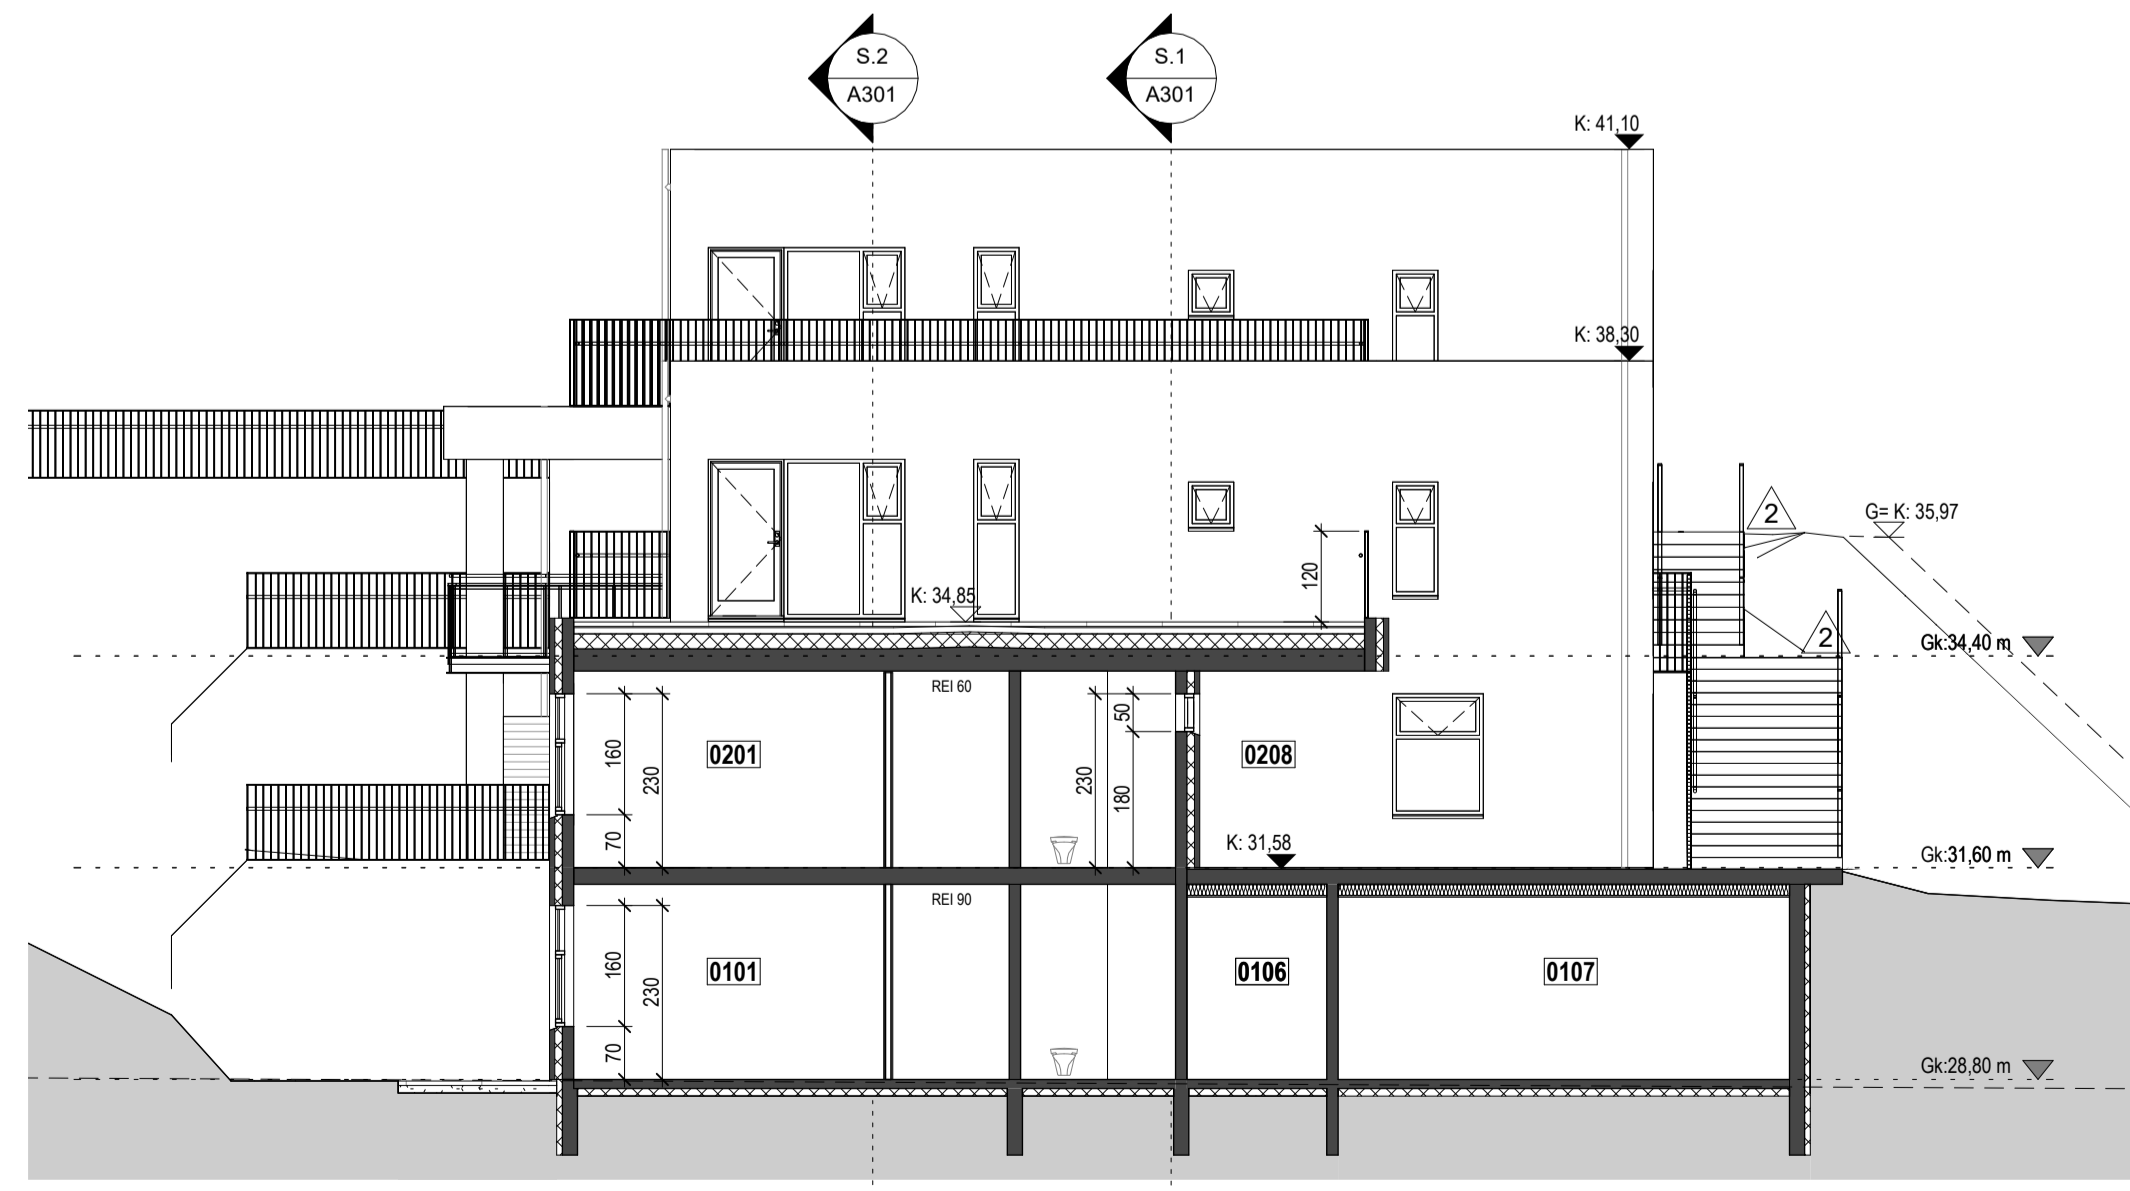 S.2
A301
S.1
A301
K: 41,10
K: 38,30
2
G= K: 35,97
120
K: 34,85
2
Gk:34,40 m
REI 60
50
160
230
0201
230
180
0208
70
K: 31,58
Gk:31,60 m
REI 90
160
230
0101
0106
0107
70
Gk:28,80 m